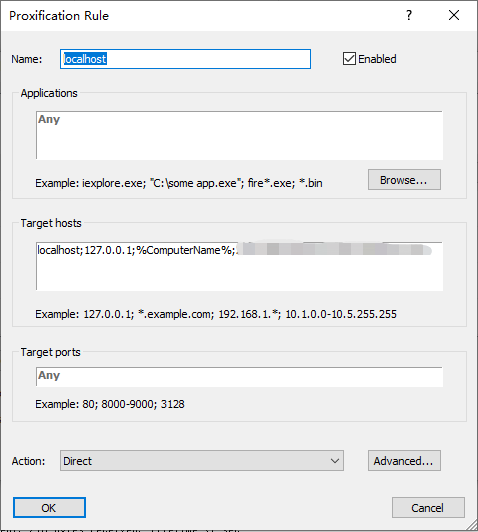 Proxification Rule
Name: localhost Enabled
Applications
Any
Example: iexplore.exe; "C:\some app.exe"; fire*.exe; *.bin Browse...
Target hosts
localhost;127.0.0.1;%ComputerName%;
Example: 127.0.0.1; *.example.com; 192.168.1.*; 10.1.0.0-10.5.255.255
Target ports
Any
Example: 80; 8000-9000; 3128
Action: Direct Advanced...
OK Cancel